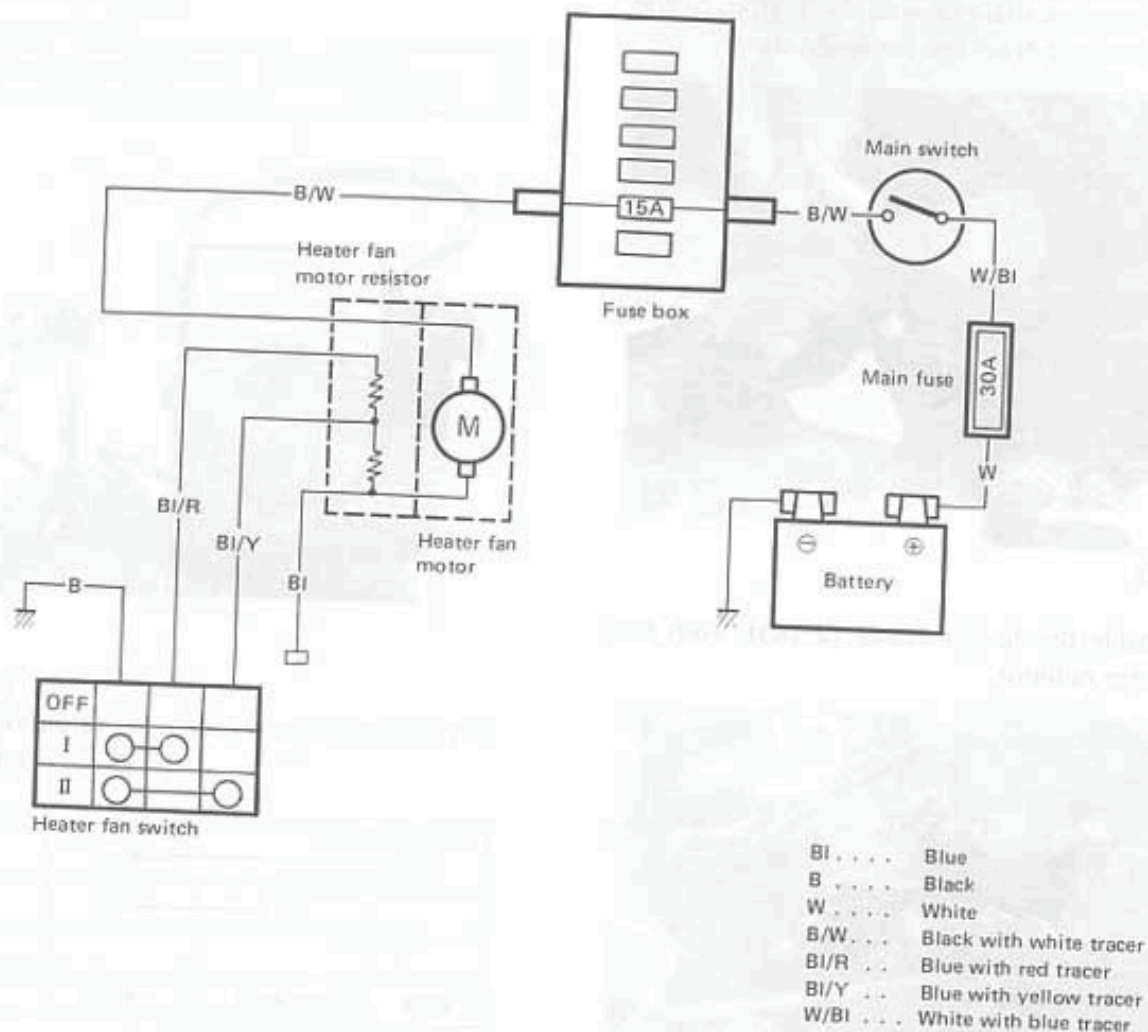 Main switch
B/W
15A
B/W
Heater fan
motor resistor
W/Bl
Fuse box
Main fuse
30A
M
W
Bl/R
Bl/Y
Heater fan
motor
Bl
⊖ ⊕
Battery
B
OFF
I
II
Heater fan switch
Bl . . . . Blue
B . . . . Black
W . . . . White
B/W . . . Black with white tracer
Bl/R . . Blue with red tracer
Bl/Y . . Blue with yellow tracer
W/Bl . . . White with blue tracer